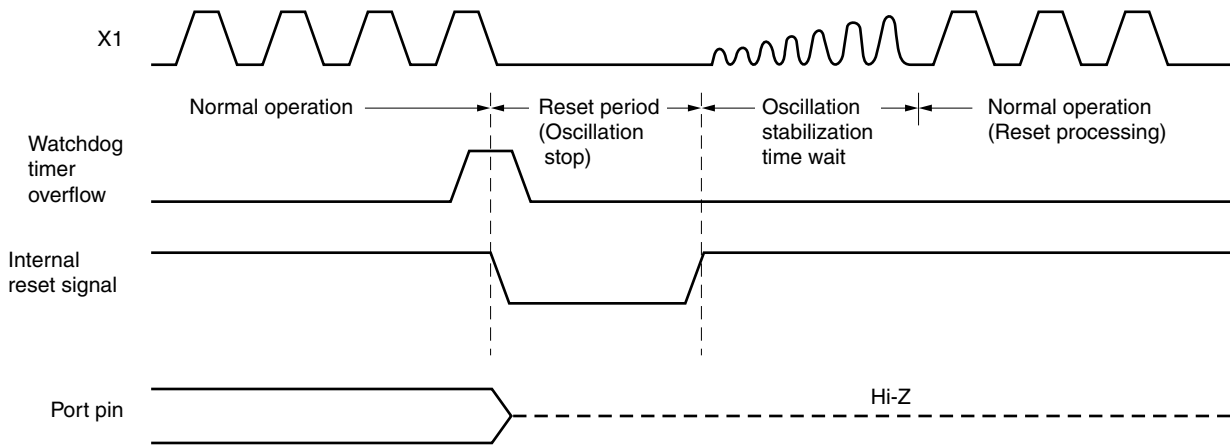 X1
Normal operation
Reset period
(Oscillation
stop)
Oscillation
stabilization
time wait
Normal operation
(Reset processing)
Watchdog
timer
overflow
Internal
reset signal
Port pin
Hi-Z